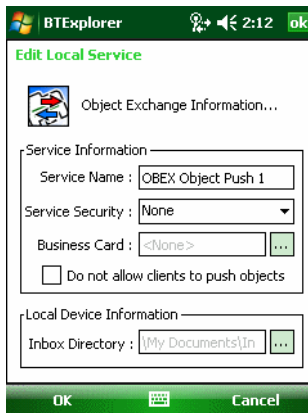 BTExplorer 2:12 ok
Edit Local Service
Object Exchange Information...
Service Information
Service Name : OBEX Object Push 1
Service Security : None
Business Card : <None> ...
Do not allow clients to push objects
Local Device Information
Inbox Directory : \My Documents\In ...
OK Cancel